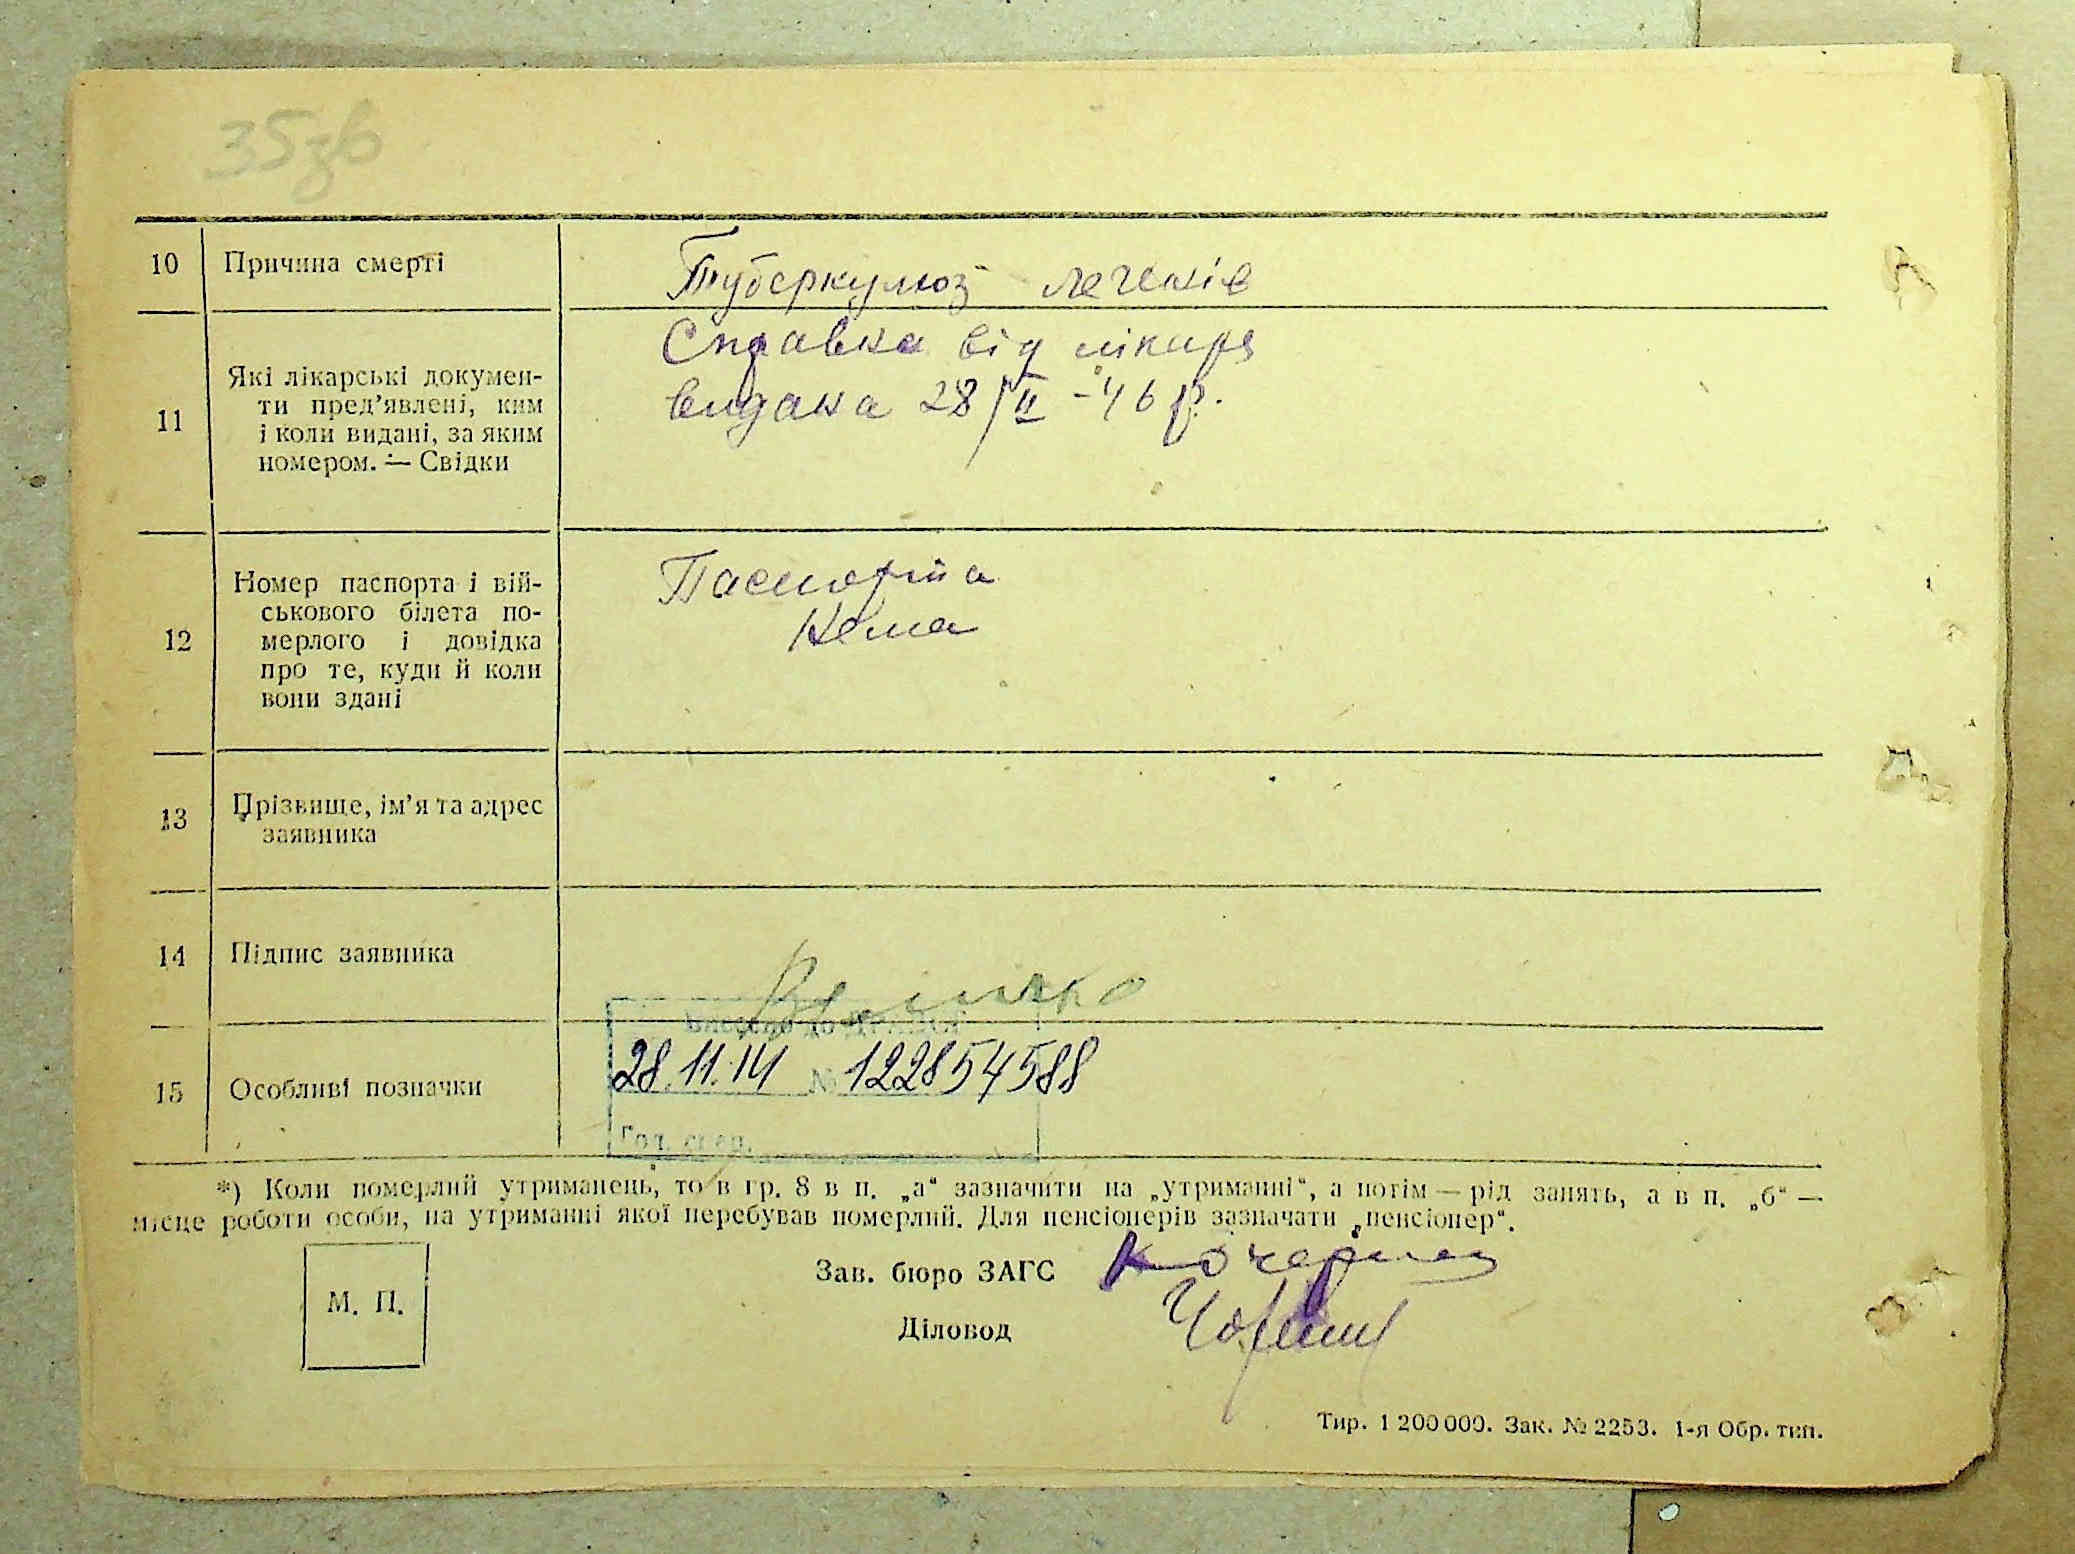 35зв
10 Причина смерті Туберкульоз легенів
11 Які лікарські докумен-
ти пред’явлені, ким
і коли видані, за яким
номером. — Свідки
Справка від лікаря
видана 28/II -46 р.
12 Номер паспорта і вій-
ськового білета по-
мерлого і довідка
про те, куди й коли
вони здані
Паспорта
Нема
13 Прізвище, ім’я та адрес
заявника
14 Підпис заявника
15 Особливі позначки
Внесено до
28.11.14 № 122854588
Гол. спец.
*) Коли померлий утриманець, то в гр. 8 в п. „а“ зазначити на „утриманні“, а потім — рід занять, а в п. „б“ —
місце роботи особи, на утриманні якої перебував померлий. Для пенсіонерів зазначати „пенсіонер“.
М. П.
Зав. бюро ЗАГС
Діловод
Тир. 1 200 000. Зак. № 2253. 1-я Обр. тип.